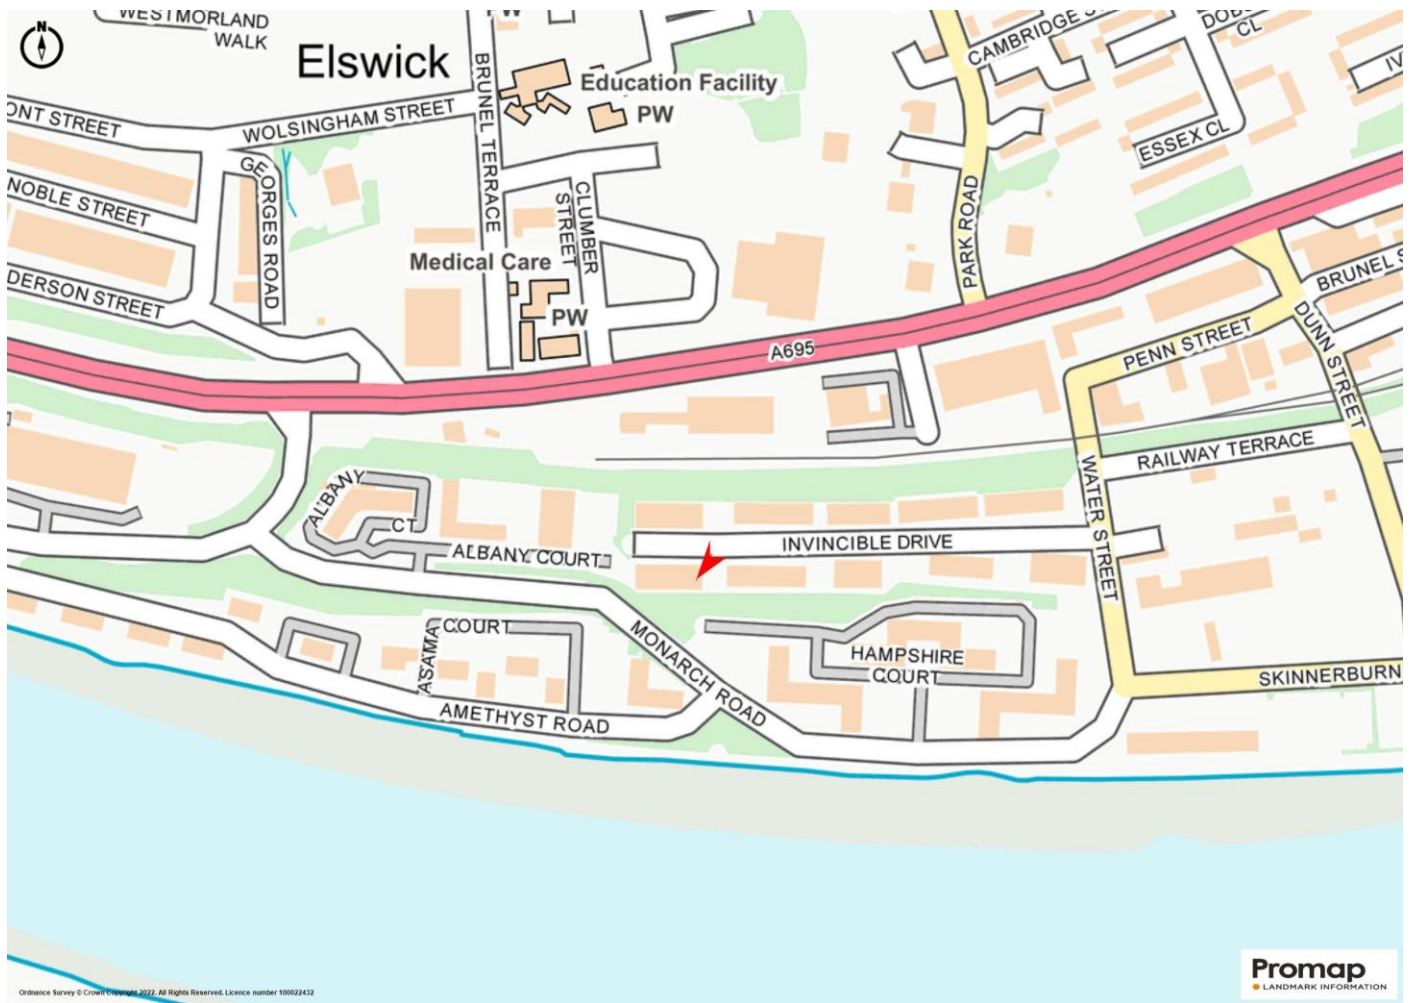 WESTMORLAND
WALK
N
Elswick
PW
Education Facility
PW
CAMBRIDGE
CL
ONT STREET
WOLSINGHAM STREET
BRUNEL TERRACE
GEORGES ROAD
NOBLE STREET
CLUMBER
STREET
PARK ROAD
ESSEX CL
Medical Care
PW
DERSON STREET
A695
BRUNEL S
PENN STREET
DUNN STREET
RAILWAY TERRACE
WATER STREET
ALBANY
CT
ALBANY COURT
INVINCIBLE DRIVE
ASAMA
COURT
MONARCH ROAD
HAMPSHIRE
COURT
SKINNERBURN
AMETHYST ROAD
Promap
LANDMARK INFORMATION
Ordnance Survey © Crown Copyright 2022. All Rights Reserved. Licence number 100022432